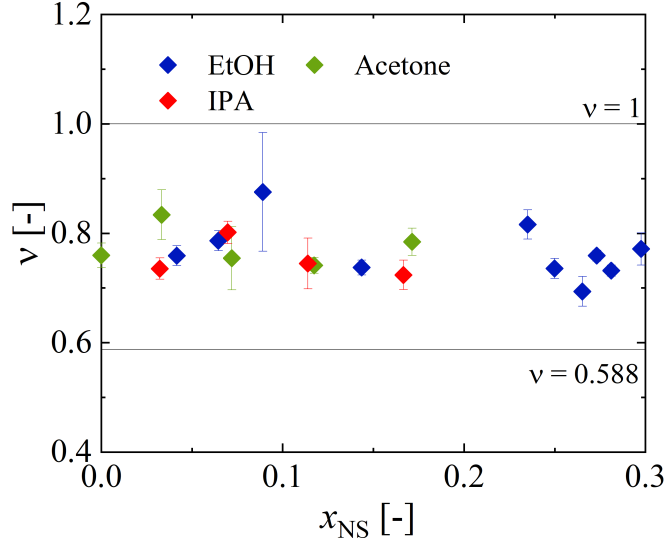 1.2
EtOH
Acetone
IPA
ν = 1
1.0
ν [-]
0.8
0.6
ν = 0.588
0.4
0.0
0.1
0.2
0.3
xNS [-]